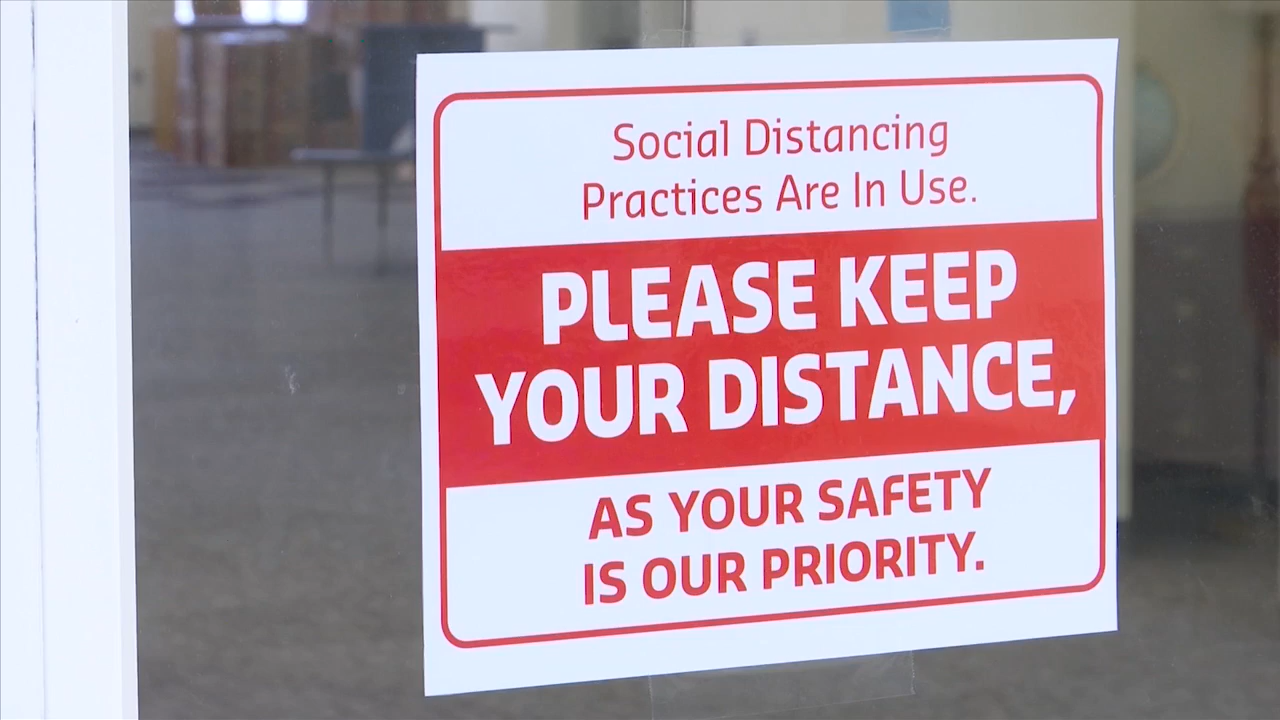 Social Distancing
Practices Are In Use.
PLEASE KEEP
YOUR DISTANCE,
AS YOUR SAFETY
IS OUR PRIORITY.